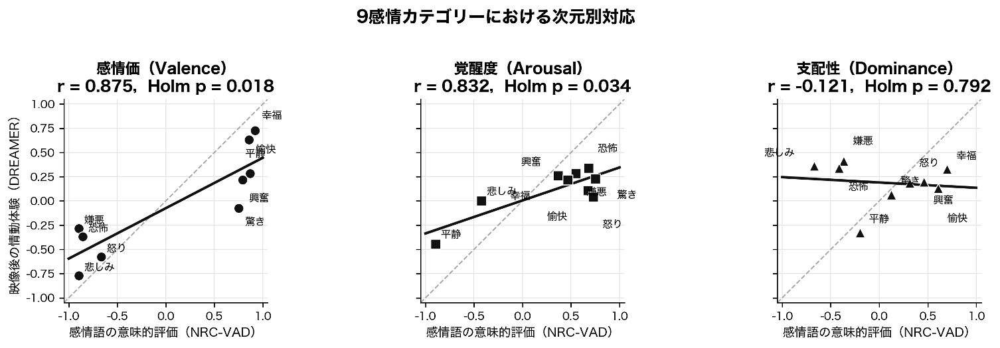 9感情カテゴリーにおける次元別対応
感情価（Valence）
r = 0.875,  Holm p = 0.018
映像後の情動体験（DREAMER）
1.00
0.75
0.50
0.25
0.00
-0.25
-0.50
-0.75
-1.00
幸福
愉快
平静
興奮
驚き
嫌悪
恐怖
怒り
悲しみ
-1.0 -0.5 0.0 0.5 1.0
感情語の意味的評価（NRC-VAD）
覚醒度（Arousal）
r = 0.832,  Holm p = 0.034
恐怖
興奮
悲しみ
幸福
嫌悪
驚き
愉快
怒り
平静
-1.0 -0.5 0.0 0.5 1.0
感情語の意味的評価（NRC-VAD）
支配性（Dominance）
r = -0.121,  Holm p = 0.792
嫌悪
悲しみ
幸福
怒り
驚き
恐怖
興奮
平静
愉快
-1.0 -0.5 0.0 0.5 1.0
感情語の意味的評価（NRC-VAD）